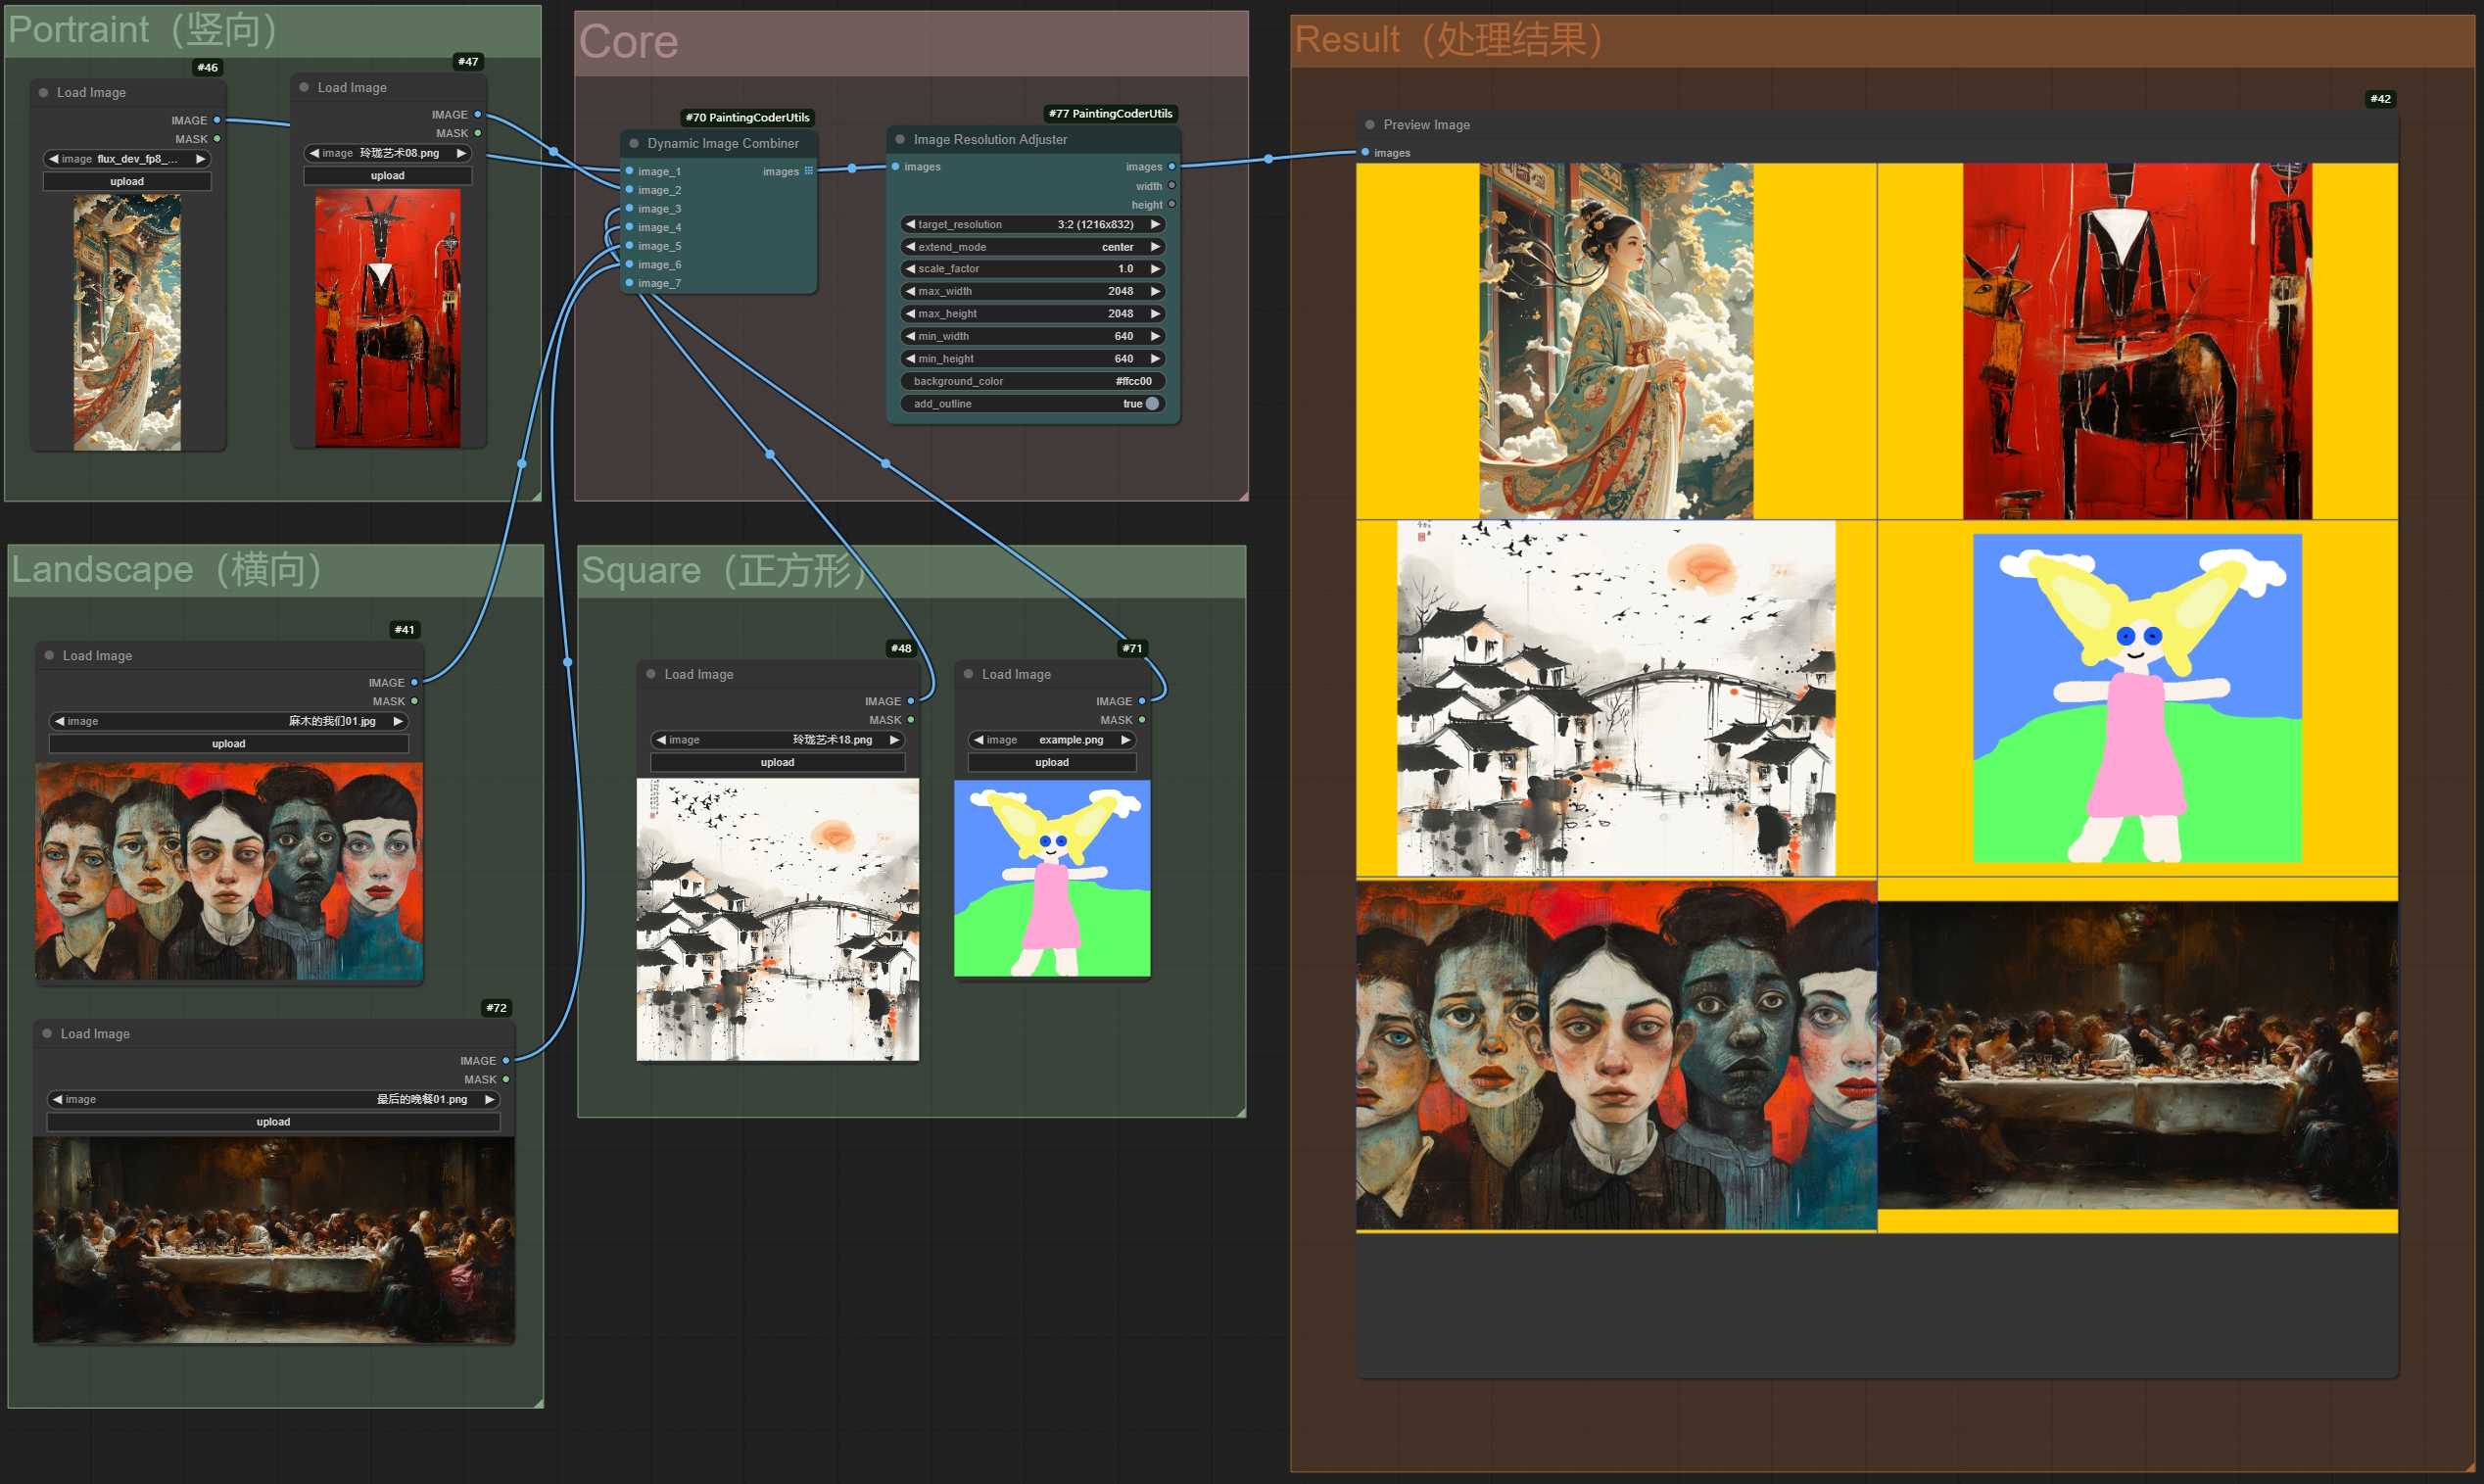 Portraint（竖向）
#46
Load Image
IMAGE
MASK
image flux_dev_fp8_...
upload
#47
Load Image
IMAGE
MASK
image 玲珑艺术08.png
upload
Core
#70 PaintingCoderUtils
Dynamic Image Combiner
image_1 images
image_2
image_3
image_4
image_5
image_6
image_7
#77 PaintingCoderUtils
Image Resolution Adjuster
images images
width
height
target_resolution 3:2 (1216x832)
extend_mode center
scale_factor 1.0
max_width 2048
max_height 2048
min_width 640
min_height 640
background_color #ffcc00
add_outline true
Result（处理结果）
#42
Preview Image
images
Landscape（横向）
#41
Load Image
IMAGE
MASK
image 麻木的我们01.jpg
upload
#72
Load Image
IMAGE
MASK
image 最后的晚餐01.png
upload
Square（正方形）
#48
Load Image
IMAGE
MASK
image 玲珑艺术18.png
upload
#71
Load Image
IMAGE
MASK
image example.png
upload